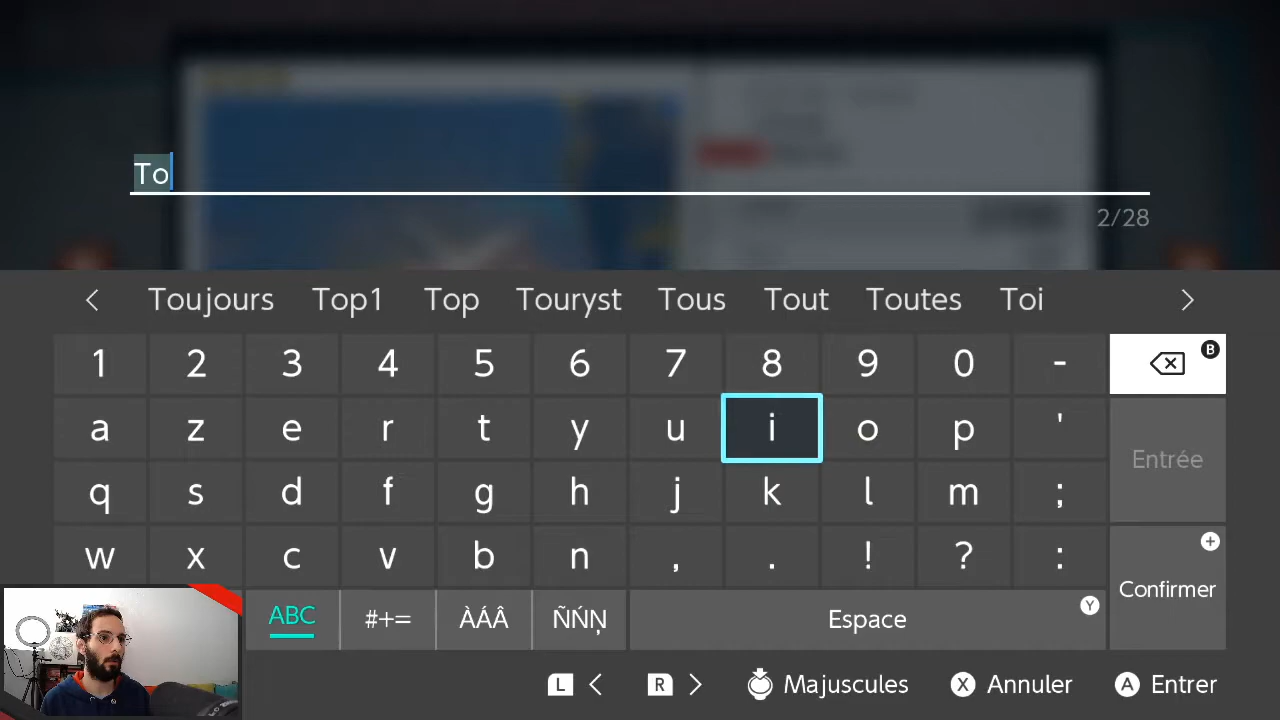 To
2/28
Toujours Top1 Top Touryst Tous Tout Toutes Toi
1 2 3 4 5 6 7 8 9 0 - B
a z e r t y u i o p ' Entrée
q s d f g h j k l m ;
w x c v b n , . ! ? : + Confirmer
ABC #+= ÀÁÂ ÑŃŅ Espace Y
L R Majuscules X Annuler A Entrer